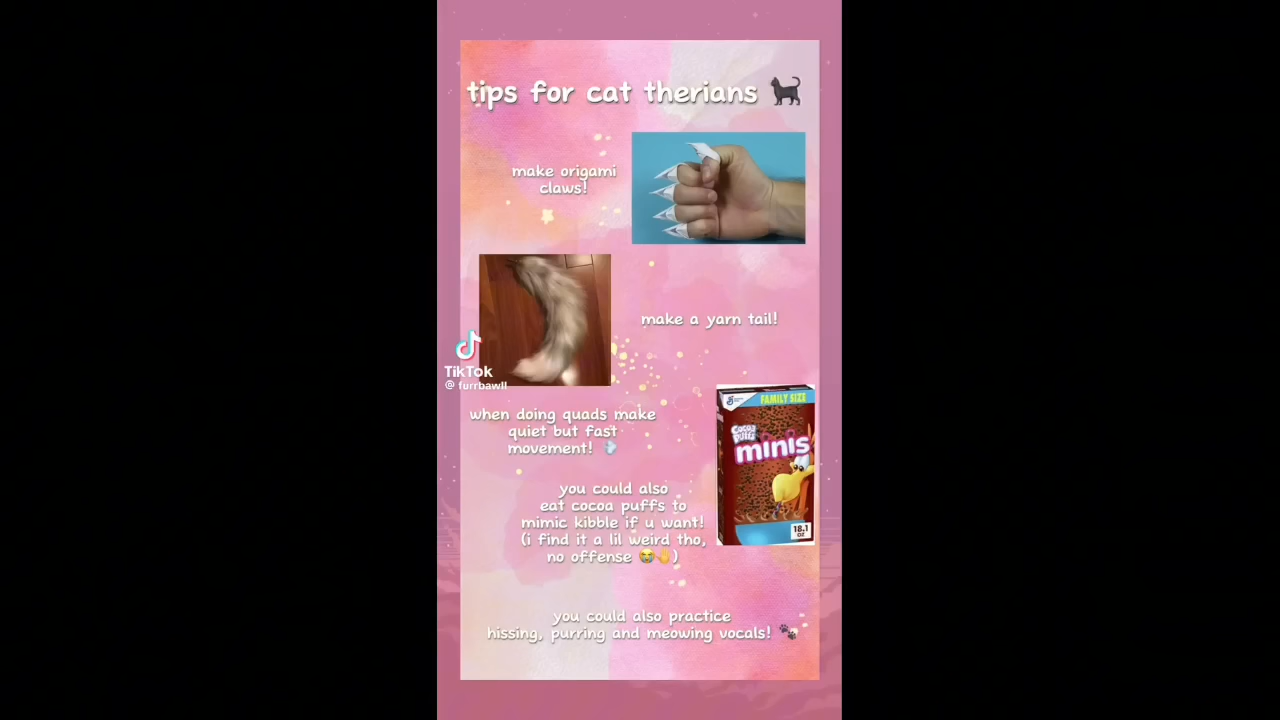 tips for cat therians 🐈‍⬛
make origami
claws!
make a yarn tail!
TikTok
@ furrbawll
when doing quads make
quiet but fast
movement! 💨
FAMILY SIZE
Cocoa
Puffs
minis
18.1
OZ
you could also
eat cocoa puffs to
mimic kibble if u want!
(i find it a lil weird tho,
no offense 😭🤚)
you could also practice
hissing, purring and meowing vocals! 🐾